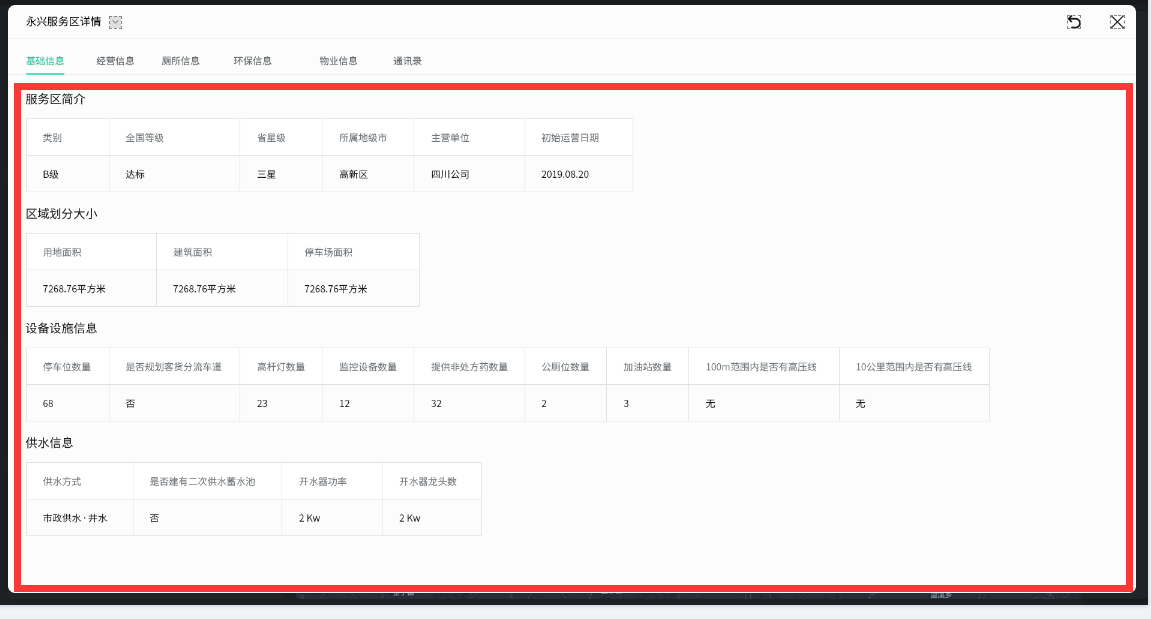 永兴服务区详情
基础信息 经营信息 厕所信息 环保信息 物业信息 通讯录
服务区简介
类别 全国等级 省星级 所属地级市 主营单位 初始运营日期
B级 达标 三星 高新区 四川公司 2019.08.20
区域划分大小
用地面积 建筑面积 停车场面积
7268.76平方米 7268.76平方米 7268.76平方米
设备设施信息
停车位数量 是否规划客货分流车道 高杆灯数量 监控设备数量 提供非处方药数量 公厕位数量 加油站数量 100m范围内是否有高压线 10公里范围内是否有高压线
68 否 23 12 32 2 3 无 无
供水信息
供水方式 是否建有二次供水蓄水池 开水器功率 开水器龙头数
市政供水 · 井水 否 2 Kw 2 Kw